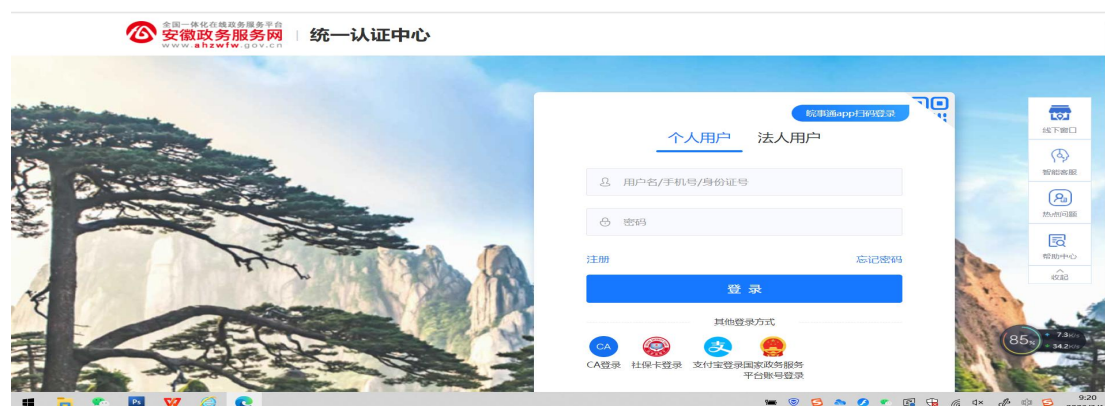 全国一体化在线政务服务平台
安徽政务服务网
www.ahzwfw.gov.cn
统一认证中心
皖事通app扫码登录
个人用户 法人用户
用户名/手机号/身份证号
密码
注册 忘记密码
登 录
其他登录方式
CA
CA登录 社保卡登录 支付宝登录 国家政务服务平台账号登录
线下窗口
智能客服
热点问题
帮助中心
收起
85%
7.3K/s
34.2K/s
Ps
9:20